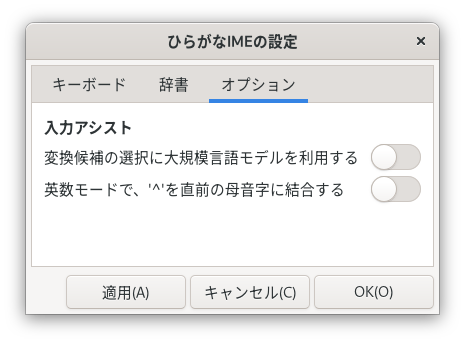 ひらがなIMEの設定 ×
キーボード 辞書 オプション
入力アシスト
変換候補の選択に大規模言語モデルを利用する
英数モードで、'^'を直前の母音字に結合する
適用(A) キャンセル(C) OK(O)